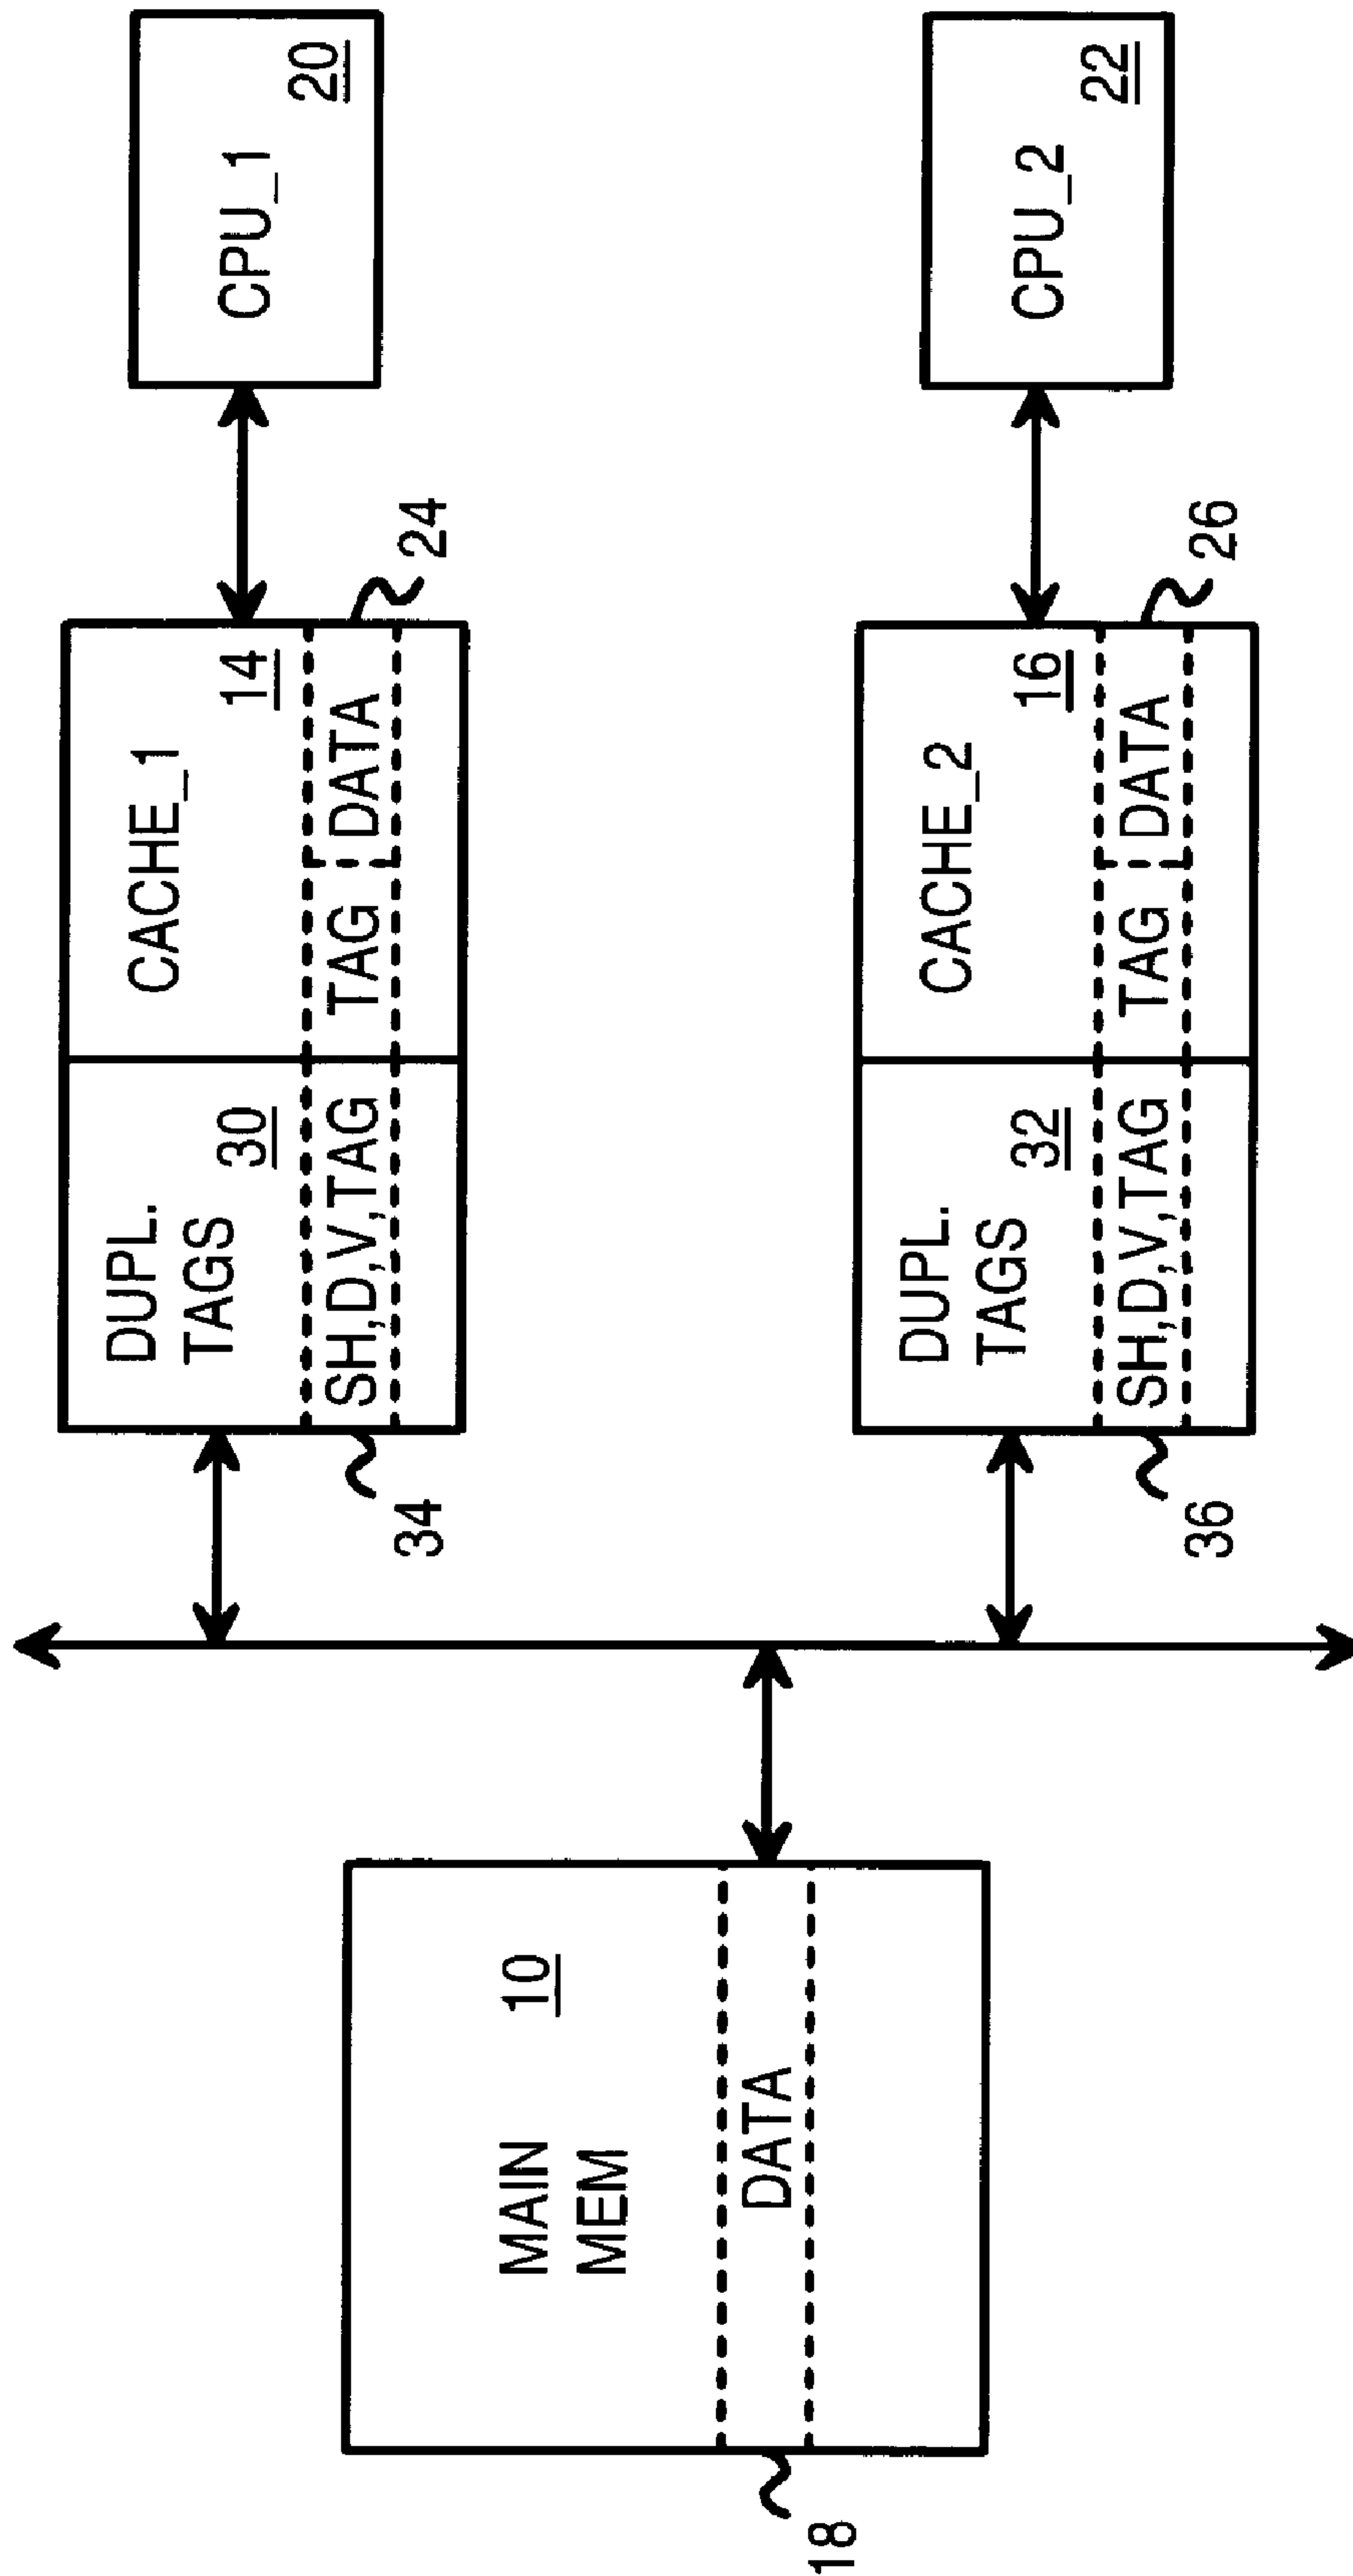 MAIN
MEM
10
DATA
18
DUPL.
TAGS
30
SH,D,V,TAG
34
CACHE_1
14
TAG
DATA
24
CPU_1
20
DUPL.
TAGS
32
SH,D,V,TAG
36
CACHE_2
16
TAG
DATA
26
CPU_2
22